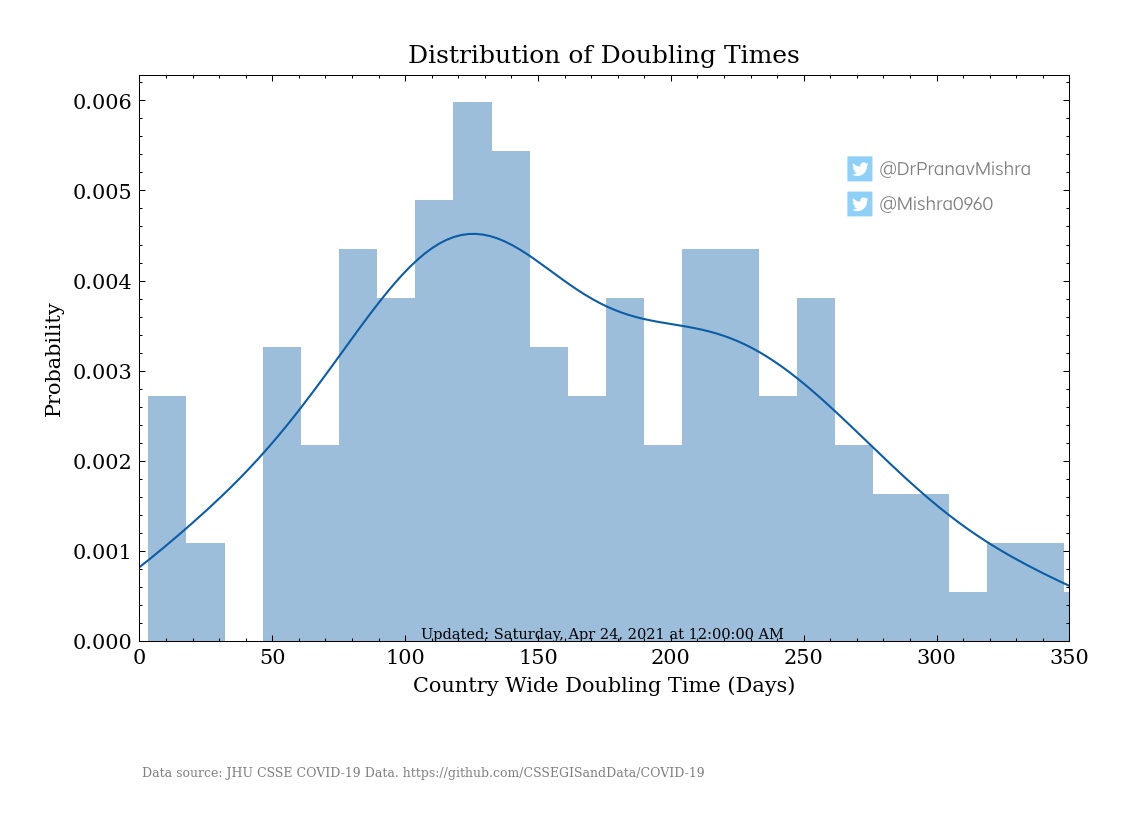 Distribution of Doubling Times
0.006
0.005
0.004
0.003
0.002
0.001
0.000
Probability
@DrPranavMishra
@Mishra0960
Updated: Saturday, Apr 24, 2021 at 12:00:00 AM
0 50 100 150 200 250 300 350
Country Wide Doubling Time (Days)
Data source: JHU CSSE COVID-19 Data. https://github.com/CSSEGISandData/COVID-19